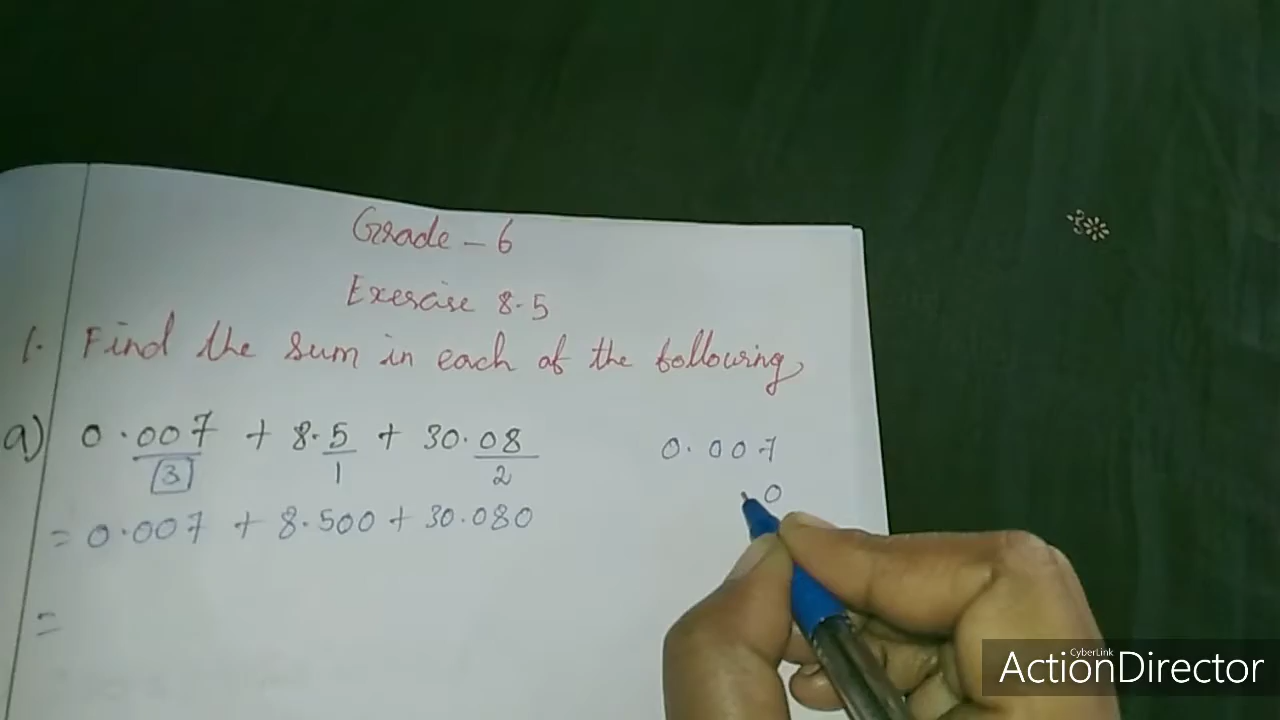 Grade - 6
Exercise 8.5
1. Find the sum in each of the following
a) 0.007 + 8.5 + 30.08
3 1 2
= 0.007 + 8.500 + 30.080
=
0.007
0
CyberLink
ActionDirector